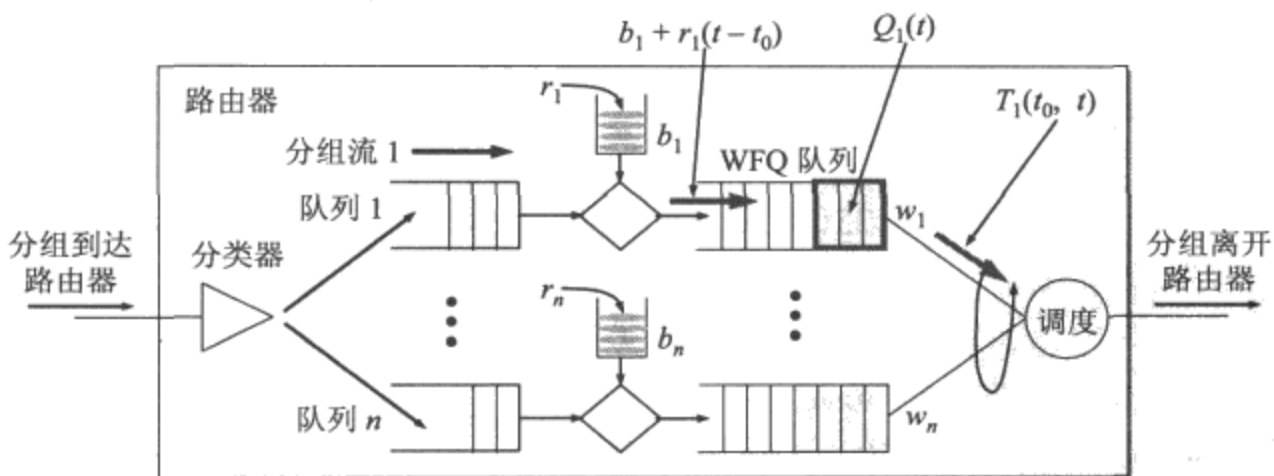 b₁ + r₁(t − t₀)
Q₁(t)
路由器
r₁
b₁
T₁(t₀, t)
分组流 1
WFQ 队列
队列 1
w₁
分组到达
路由器
分类器
分组离开
路由器
调度
rₙ
bₙ
队列 n
wₙ